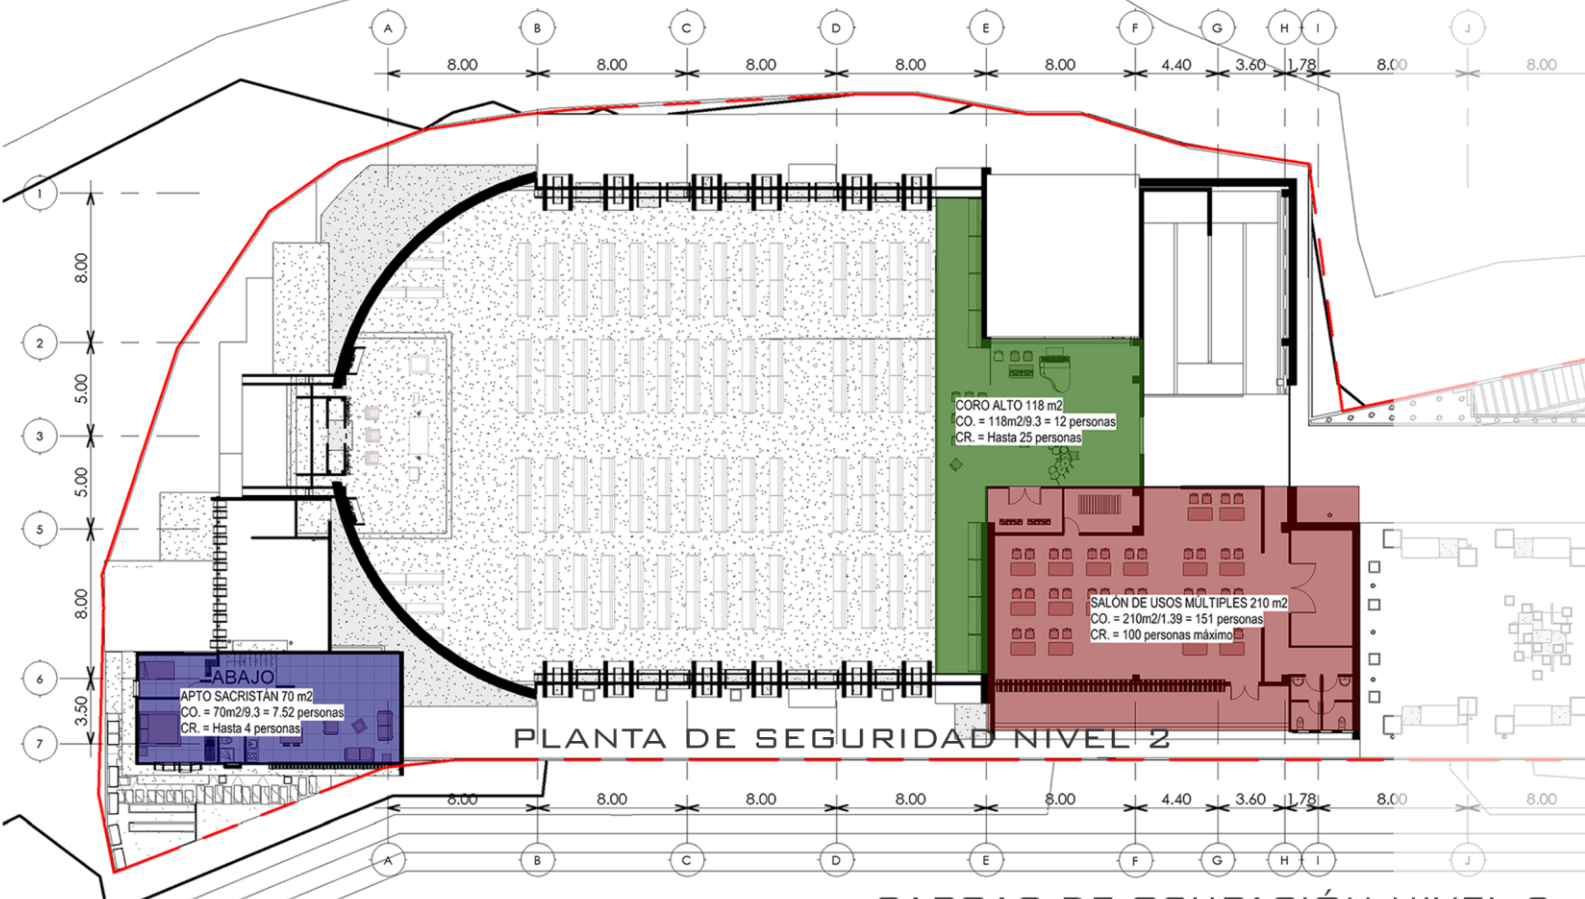 A B C D E F G H I J
8.00 8.00 8.00 8.00 8.00 4.40 3.60 1.78 8.00 8.00
1
8.00
2
5.00
3
5.00
5
8.00
6
3.50
7
CORO ALTO 118 m2
CO. = 118m2/9.3 = 12 personas
CR. = Hasta 25 personas
SALÓN DE USOS MÚLTIPLES 210 m2
CO. = 210m2/1.39 = 151 personas
CR. = 100 personas máximo
ABAJO
APTO SACRISTÁN 70 m2
CO. = 70m2/9.3 = 7.52 personas
CR. = Hasta 4 personas
PLANTA DE SEGURIDAD NIVEL 2
8.00 8.00 8.00 8.00 8.00 4.40 3.60 1.78 8.00 8.00
A B C D E F G H I J